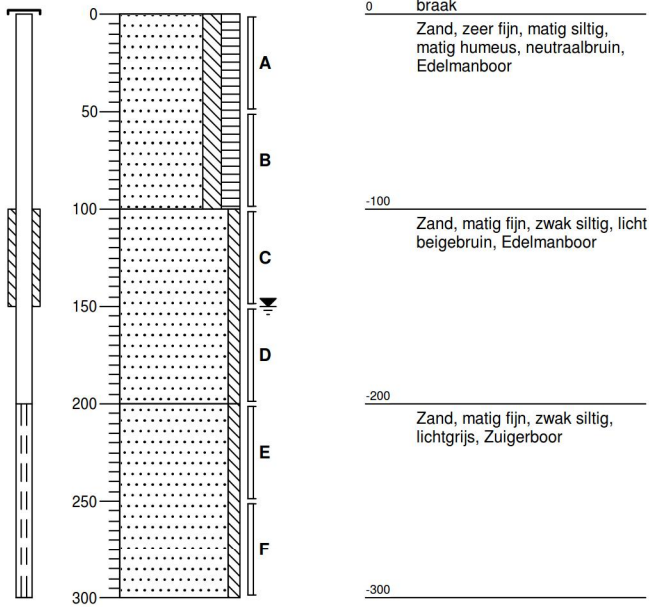 0
50
100
150
200
250
300
A
B
C
D
E
F
0
braak
Zand, zeer fijn, matig siltig,
matig humeus, neutraalbruin,
Edelmanboor
-100
Zand, matig fijn, zwak siltig, licht
beigebruin, Edelmanboor
-200
Zand, matig fijn, zwak siltig,
lichtgrijs, Zuigerboor
-300